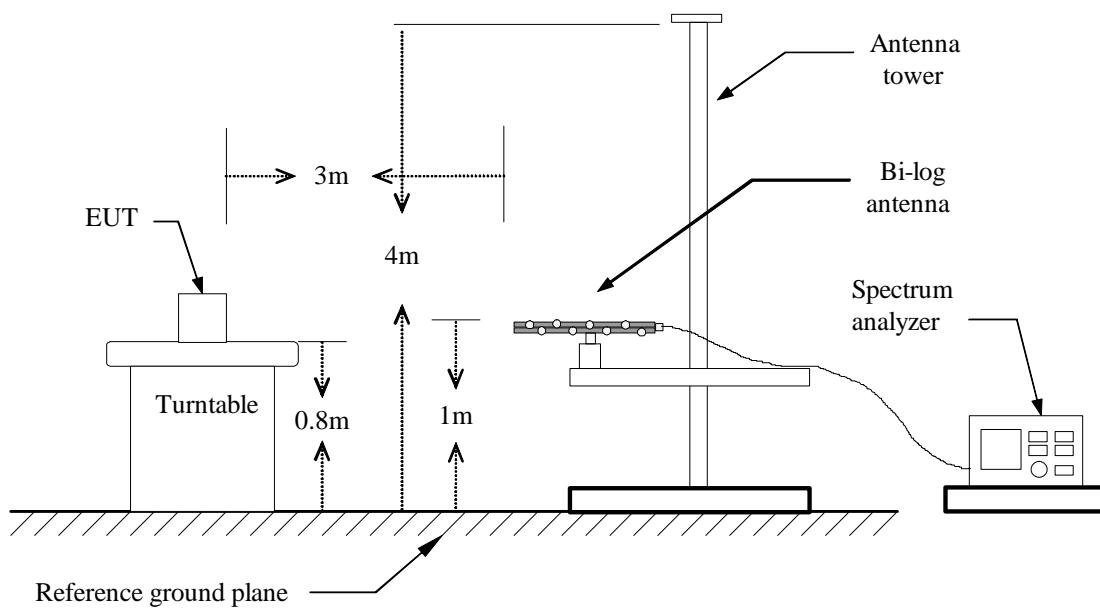 Antenna
tower
3m
Bi-log
antenna
EUT
4m
Spectrum
analyzer
Turntable
0.8m
1m
Reference ground plane